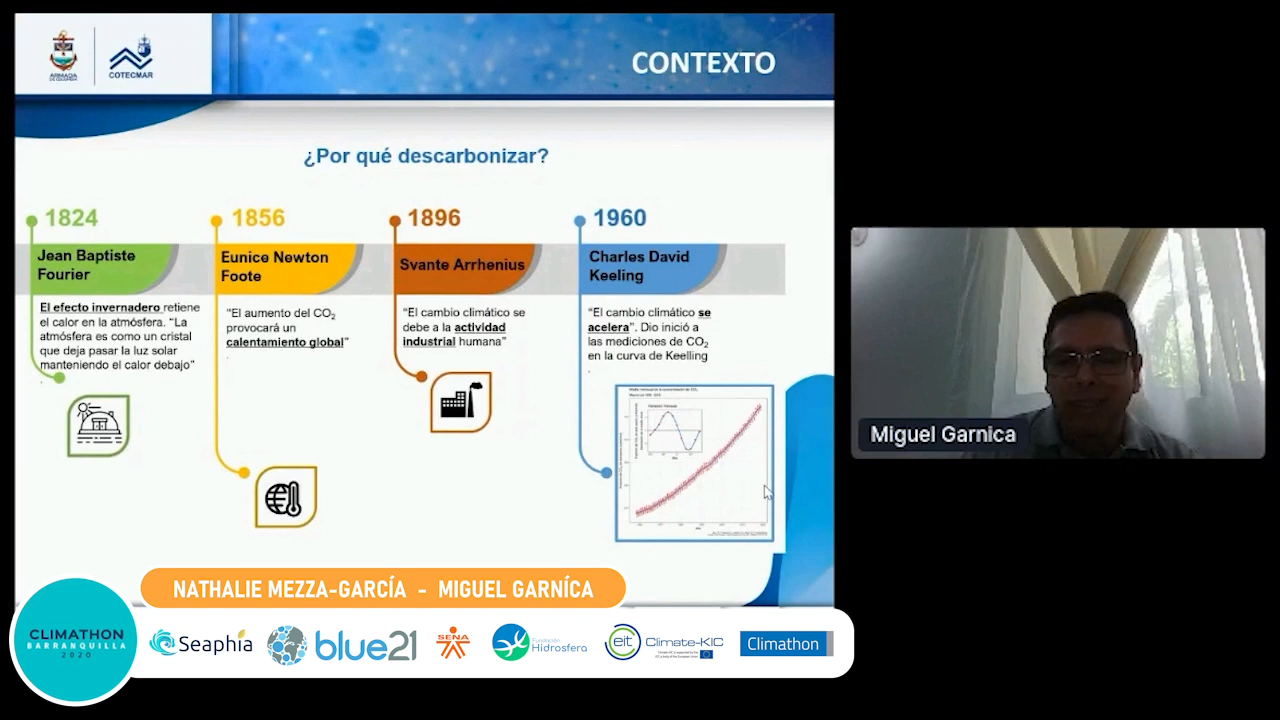 ARMADA
DE COLOMBIA
COTECMAR
CONTEXTO
¿Por qué descarbonizar?
1824
Jean Baptiste
Fourier
El efecto invernadero retiene
el calor en la atmósfera. “La
atmósfera es como un cristal
que deja pasar la luz solar
manteniendo el calor debajo”
.
1856
Eunice Newton
Foote
“El aumento del CO₂
provocará un
calentamiento global”
.
1896
Svante Arrhenius
“El cambio climático se
debe a la actividad
industrial humana”
1960
Charles David
Keeling
“El cambio climático se
acelera”. Dio inició a
las mediciones de CO₂
en la curva de Keelling
.
Miguel Garnica
NATHALIE MEZZA-GARCÍA - MIGUEL GARNÍCA
CLIMATHON
BARRANQUILLA
2020
Seaphia
blue21
SENA
Fundación
Hidrosfera
eit
Climate-KIC
Climathon